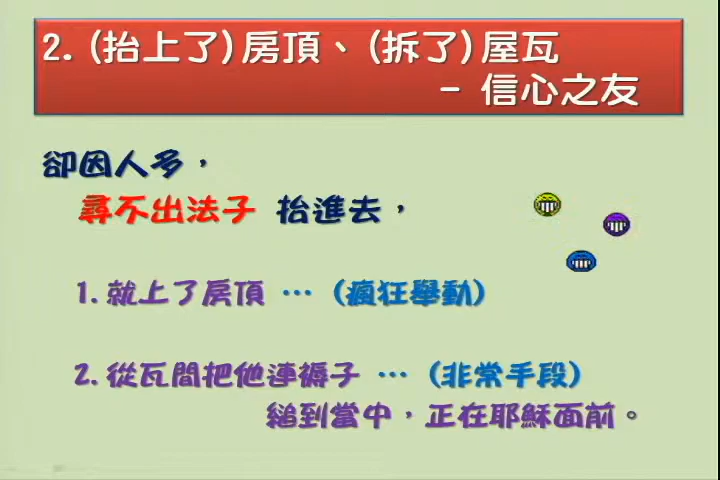 2.(抬上了)房頂、(拆了)屋瓦
- 信心之友
卻因人多，
尋不出法子 抬進去，
1.就上了房頂 … (瘋狂舉動)
2.從瓦間把他連褥子 … (非常手段)
縋到當中，正在耶穌面前。